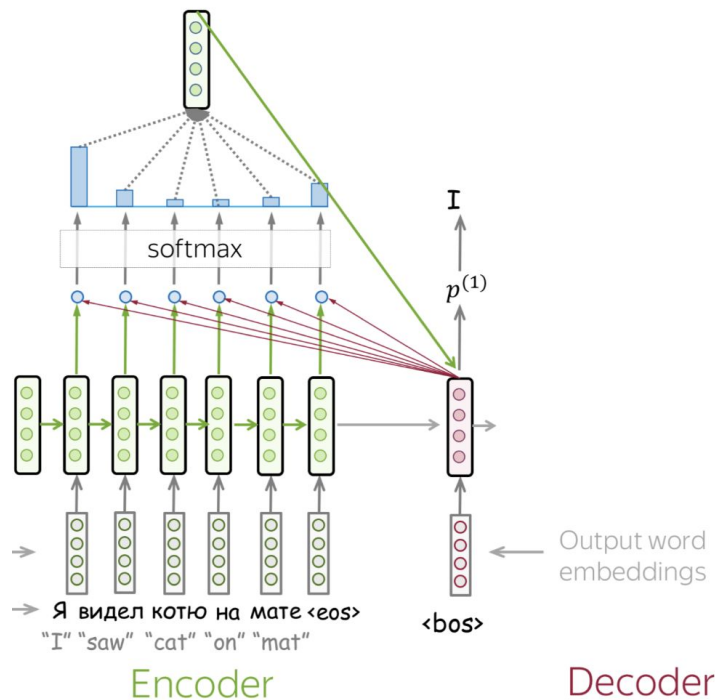 I
softmax
p(1)
Я видел котю на мате <eos>
"I" "saw" "cat" "on" "mat"
Output word
embeddings
<bos>
Encoder
Decoder